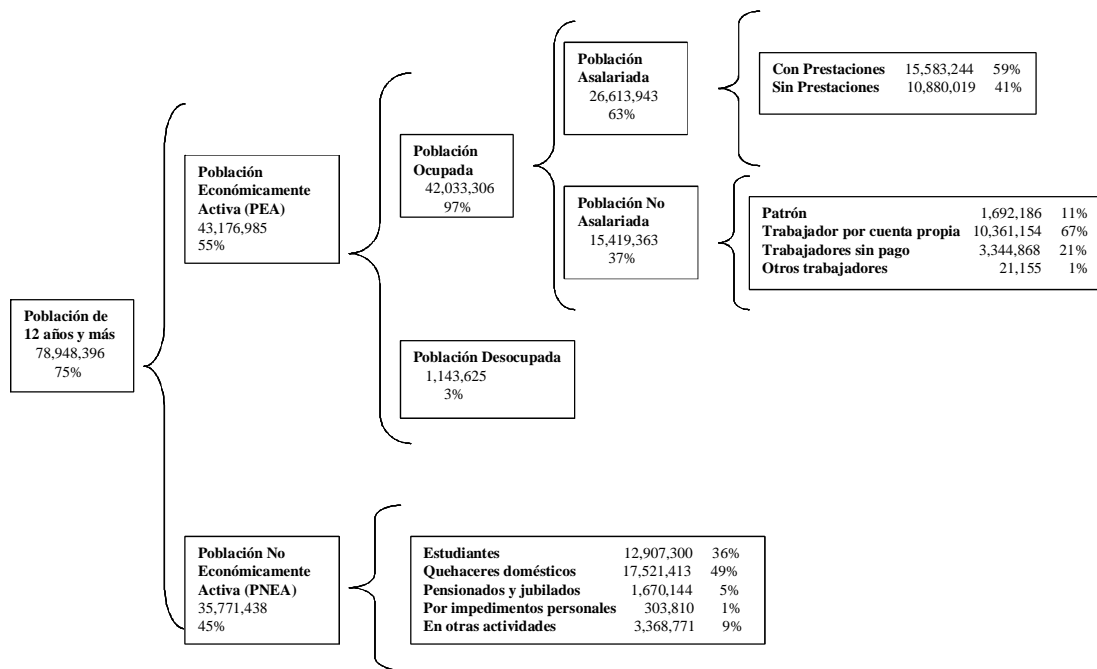 Población de
12 años y más
78,948,396
75%
Población
Económicamente
Activa (PEA)
43,176,985
55%
Población
Ocupada
42,033,306
97%
Población
Asalariada
26,613,943
63%
Con Prestaciones 15,583,244 59%
Sin Prestaciones 10,880,019 41%
Población No
Asalariada
15,419,363
37%
Patrón 1,692,186 11%
Trabajador por cuenta propia 10,361,154 67%
Trabajadores sin pago 3,344,868 21%
Otros trabajadores 21,155 1%
Población Desocupada
1,143,625
3%
Población No
Económicamente
Activa (PNEA)
35,771,438
45%
Estudiantes 12,907,300 36%
Quehaceres domésticos 17,521,413 49%
Pensionados y jubilados 1,670,144 5%
Por impedimentos personales 303,810 1%
En otras actividades 3,368,771 9%